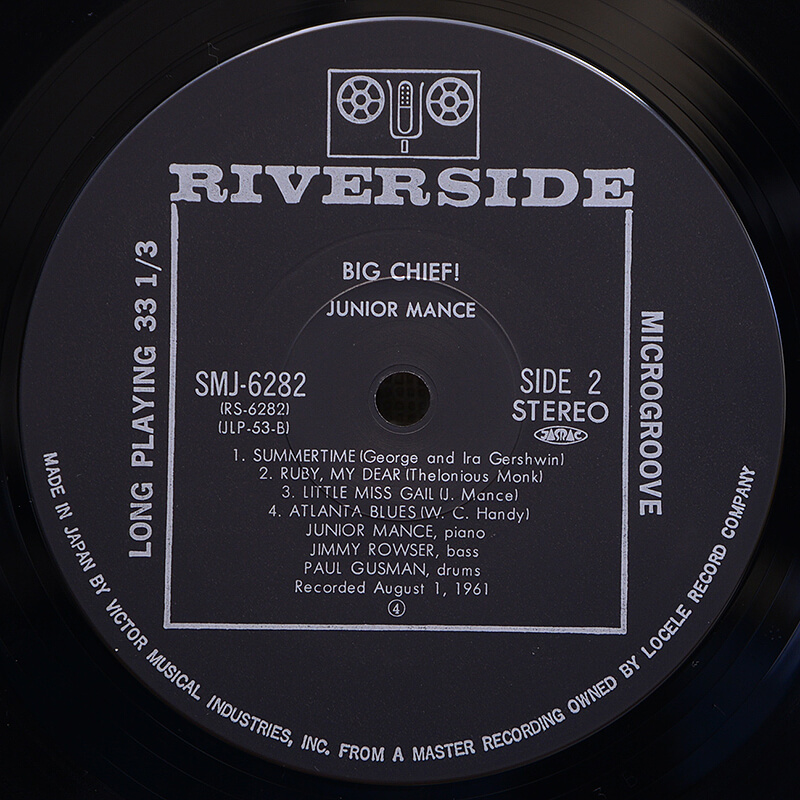 RIVERSIDE
BIG CHIEF!
JUNIOR MANCE
LONG PLAYING 33 1/3
MICROGROOVE
SMJ-6282
(RS-6282)
(JLP-53-B)
SIDE 2
STEREO
JASRAC
1. SUMMERTIME (George and Ira Gershwin)
2. RUBY, MY DEAR (Thelonious Monk)
3. LITTLE MISS GAIL (J. Mance)
4. ATLANTA BLUES (W. C. Handy)
JUNIOR MANCE, piano
JIMMY ROWSER, bass
PAUL GUSMAN, drums
Recorded August 1, 1961
④
MADE IN JAPAN BY VICTOR MUSICAL INDUSTRIES, INC. FROM A MASTER RECORDING OWNED BY LOCELE RECORD COMPANY